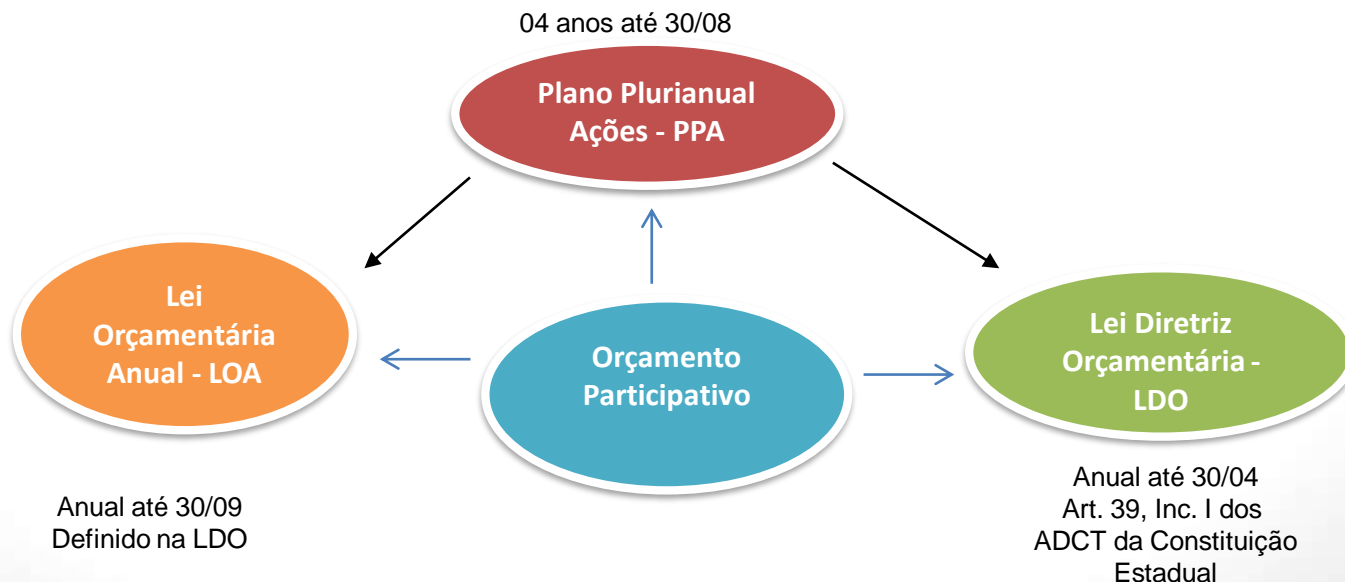 04 anos até 30/08
Plano Plurianual
Ações - PPA
Lei
Orçamentária
Anual - LOA
Orçamento
Participativo
Lei Diretriz
Orçamentária -
LDO
Anual até 30/09
Definido na LDO
Anual até 30/04
Art. 39, Inc. I dos
ADCT da Constituição
Estadual